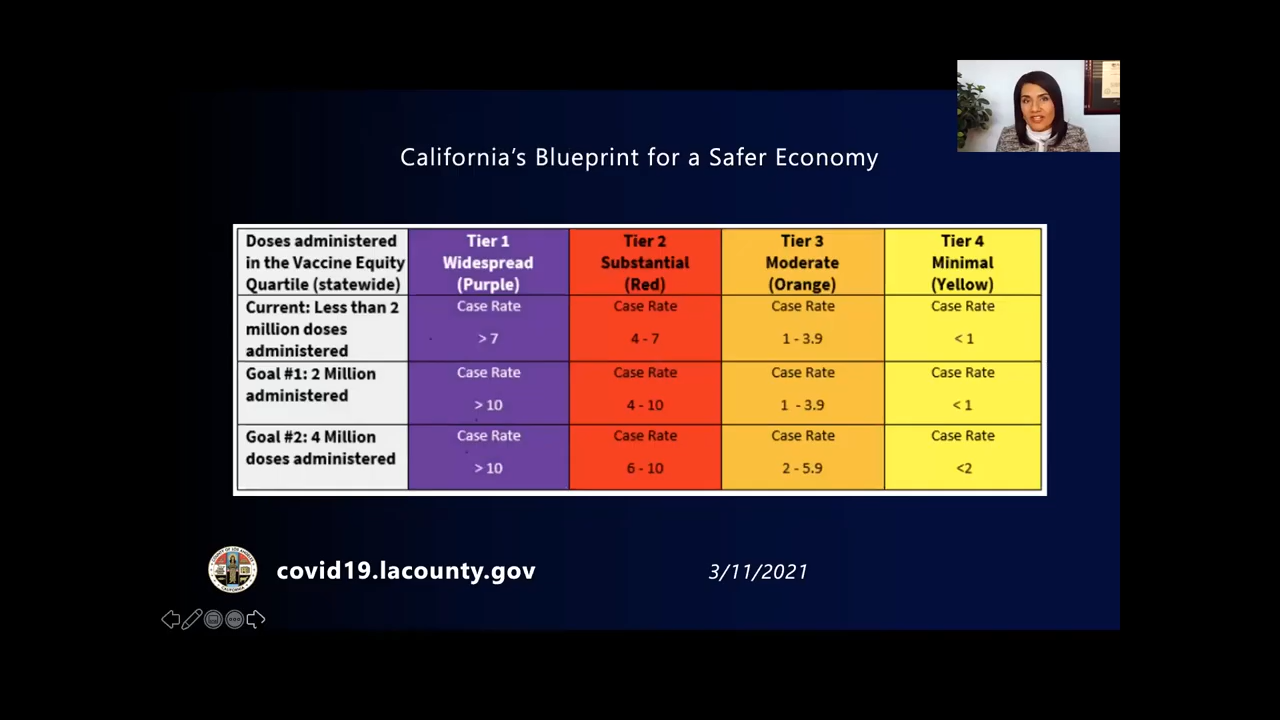 California's Blueprint for a Safer Economy
Doses administered
in the Vaccine Equity
Quartile (statewide)
Tier 1
Widespread
(Purple)
Tier 2
Substantial
(Red)
Tier 3
Moderate
(Orange)
Tier 4
Minimal
(Yellow)
Current: Less than 2
million doses
administered
Case Rate
> 7
Case Rate
4 - 7
Case Rate
1 - 3.9
Case Rate
< 1
Goal #1: 2 Million
administered
Case Rate
> 10
Case Rate
4 - 10
Case Rate
1 - 3.9
Case Rate
< 1
Goal #2: 4 Million
doses administered
Case Rate
> 10
Case Rate
6 - 10
Case Rate
2 - 5.9
Case Rate
<2
covid19.lacounty.gov
3/11/2021